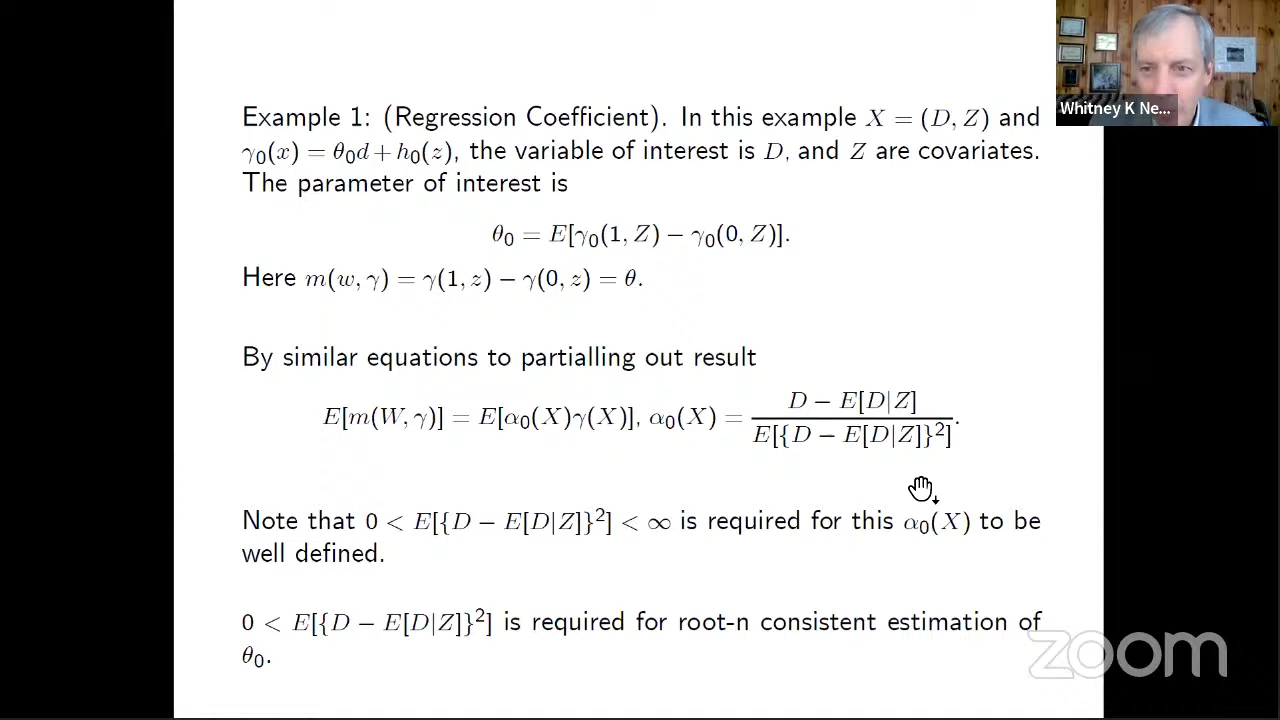 Example 1: (Regression Coefficient). In this example X = (D, Z) and
γ₀(x) = θ₀d + h₀(z), the variable of interest is D, and Z are covariates.
The parameter of interest is
θ₀ = E[γ₀(1, Z) − γ₀(0, Z)].
Here m(w, γ) = γ(1, z) − γ(0, z) = θ.
By similar equations to partialling out result
E[m(W, γ)] = E[α₀(X)γ(X)], α₀(X) = D − E[D|Z] / E[{D − E[D|Z]}²].
Note that 0 < E[{D − E[D|Z]}²] < ∞ is required for this α₀(X) to be
well defined.
0 < E[{D − E[D|Z]}²] is required for root-n consistent estimation of
θ₀.
Whitney K Ne...
zoom